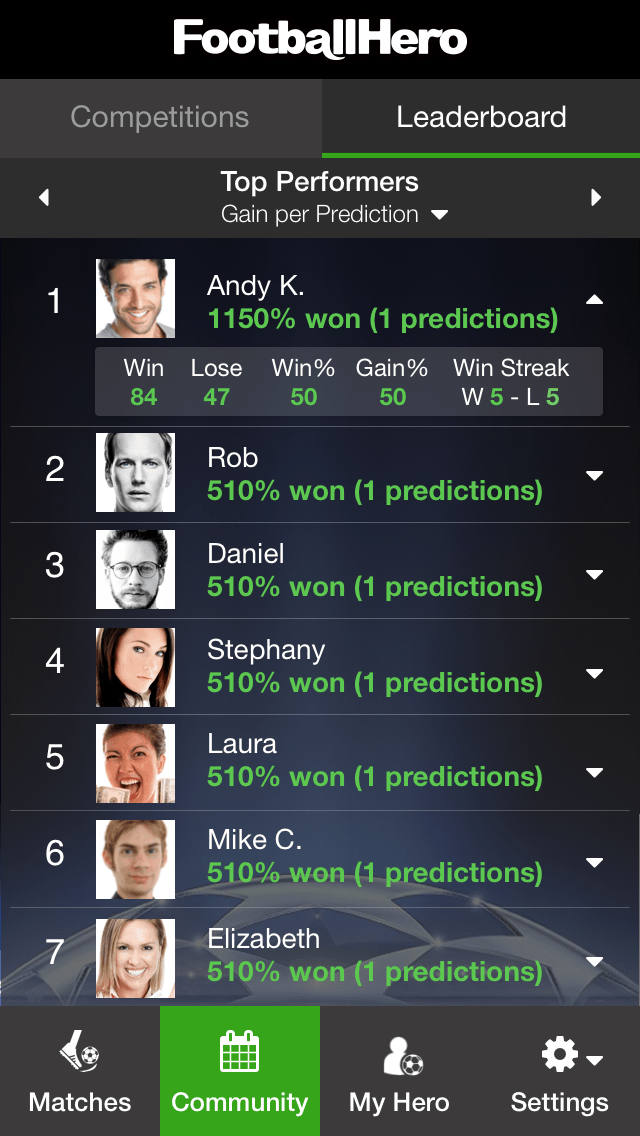 FootballHero
Competitions
Leaderboard
Top Performers
Gain per Prediction
1
Andy K.
1150% won (1 predictions)
Win Lose Win% Gain% Win Streak
84 47 50 50 W 5 - L 5
2
Rob
510% won (1 predictions)
3
Daniel
510% won (1 predictions)
4
Stephany
510% won (1 predictions)
5
Laura
510% won (1 predictions)
6
Mike C.
510% won (1 predictions)
7
Elizabeth
510% won (1 predictions)
Matches
Community
My Hero
Settings